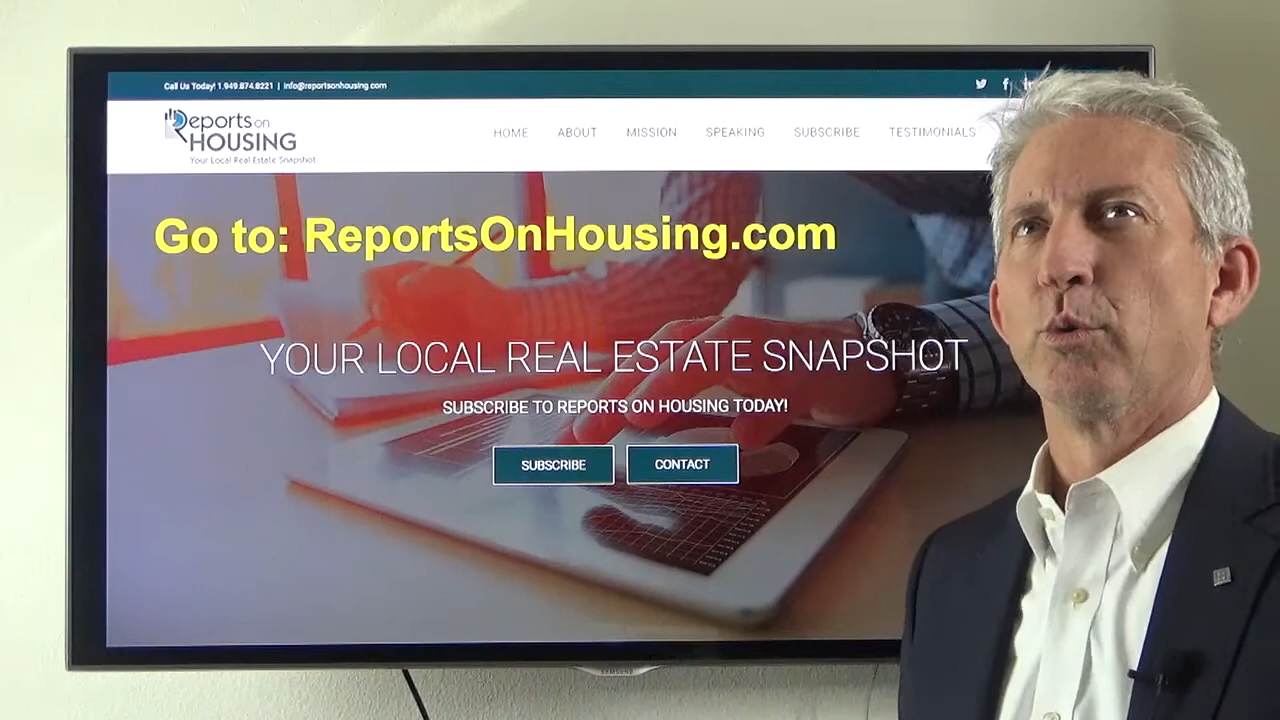 Call Us Today! 1.949.874.8221 | info@reportsonhousing.com
Reports on
HOUSING
Your Local Real Estate Snapshot
HOME ABOUT MISSION SPEAKING SUBSCRIBE TESTIMONIALS
Go to: ReportsOnHousing.com
YOUR LOCAL REAL ESTATE SNAPSHOT
SUBSCRIBE TO REPORTS ON HOUSING TODAY!
SUBSCRIBE CONTACT
SAMSUNG